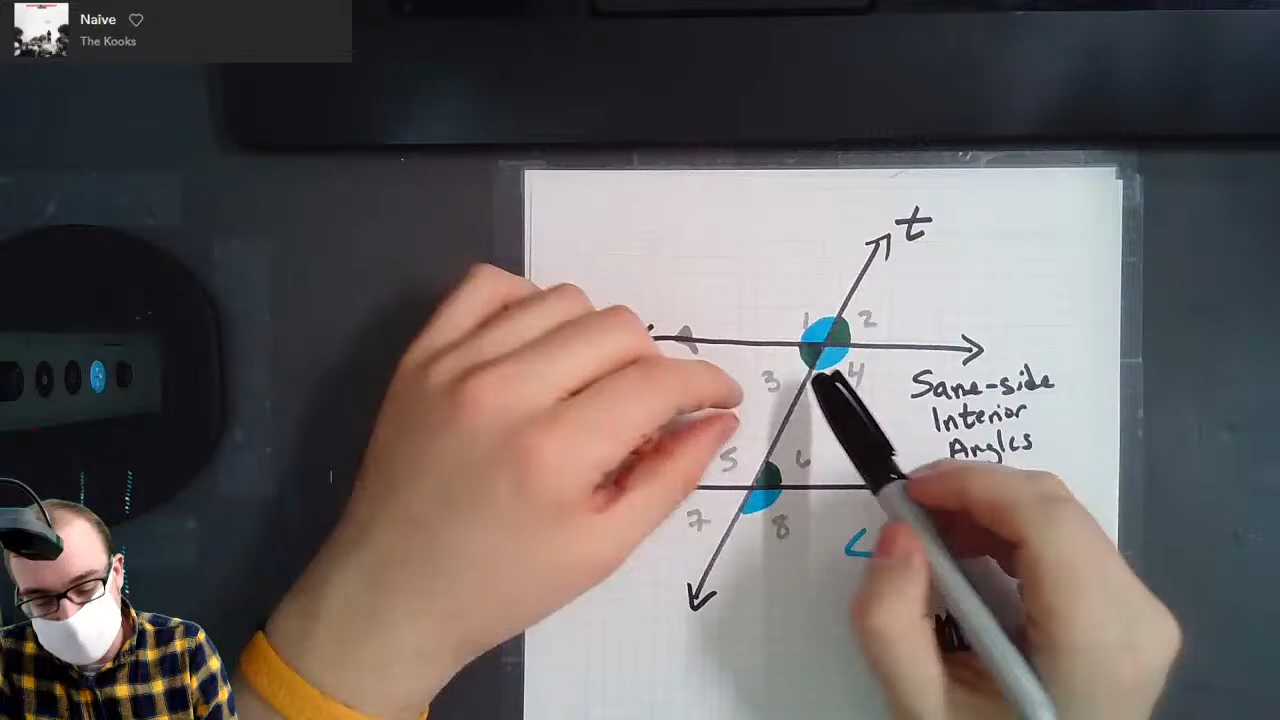 Naive
The Kooks
t
1 2
3 4
Same-side
Interior
Angles
5 6
7 8